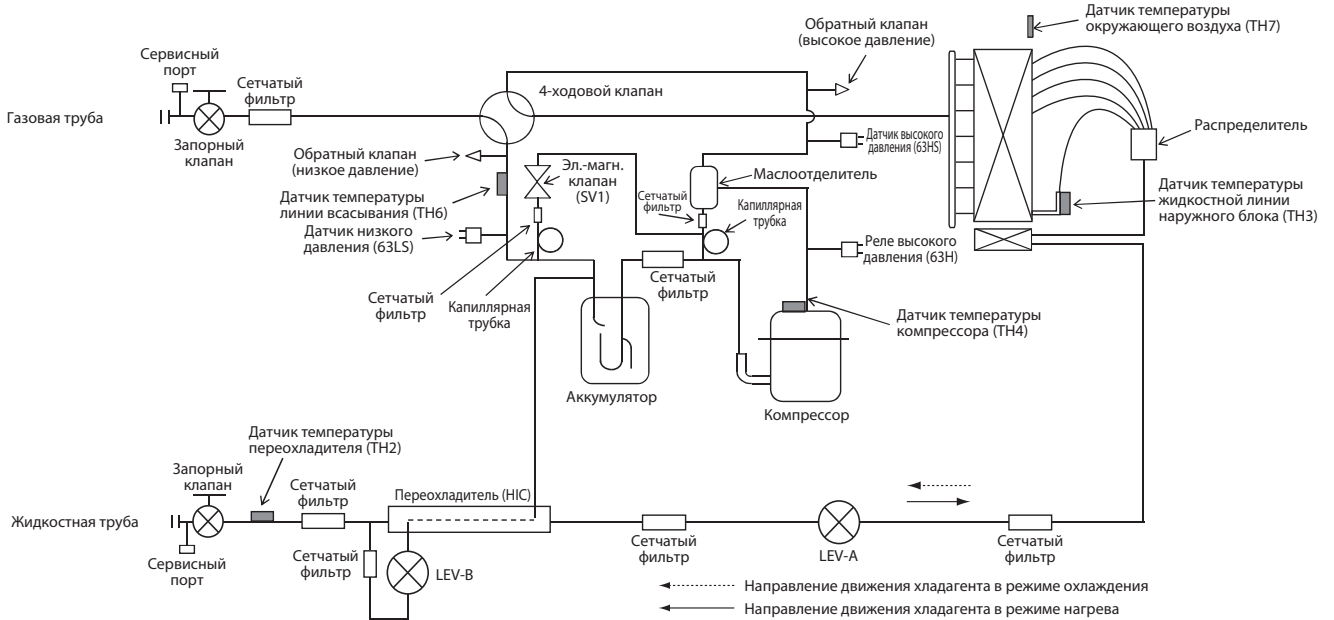 Датчик температуры
окружающего воздуха (TH7)
Обратный клапан
(высокое давление)
Сервисный
порт
Сетчатый
фильтр
4-ходовой клапан
Газовая труба
Запорный
клапан
Распределитель
Датчик высокого
давления (63HS)
Обратный клапан
(низкое давление)
Эл.-магн.
клапан
(SV1)
Маслоотделитель
Датчик температуры
линии всасывания (TH6)
Сетчатый
фильтр
Капиллярная
трубка
Датчик температуры
жидкостной линии
наружного блока (TH3)
Датчик низкого
давления (63LS)
Реле высокого
давления (63H)
Сетчатый
фильтр
Сетчатый
фильтр
Капиллярная
трубка
Датчик температуры
компрессора (TH4)
Аккумулятор
Компрессор
Датчик температуры
переохладителя (TH2)
Запорный
клапан
Сетчатый
фильтр
Переохладитель (HIC)
Жидкостная труба
Сетчатый
фильтр
Сервисный
порт
LEV-B
Сетчатый
фильтр
LEV-A
Сетчатый
фильтр
Направление движения хладагента в режиме охлаждения
Направление движения хладагента в режиме нагрева